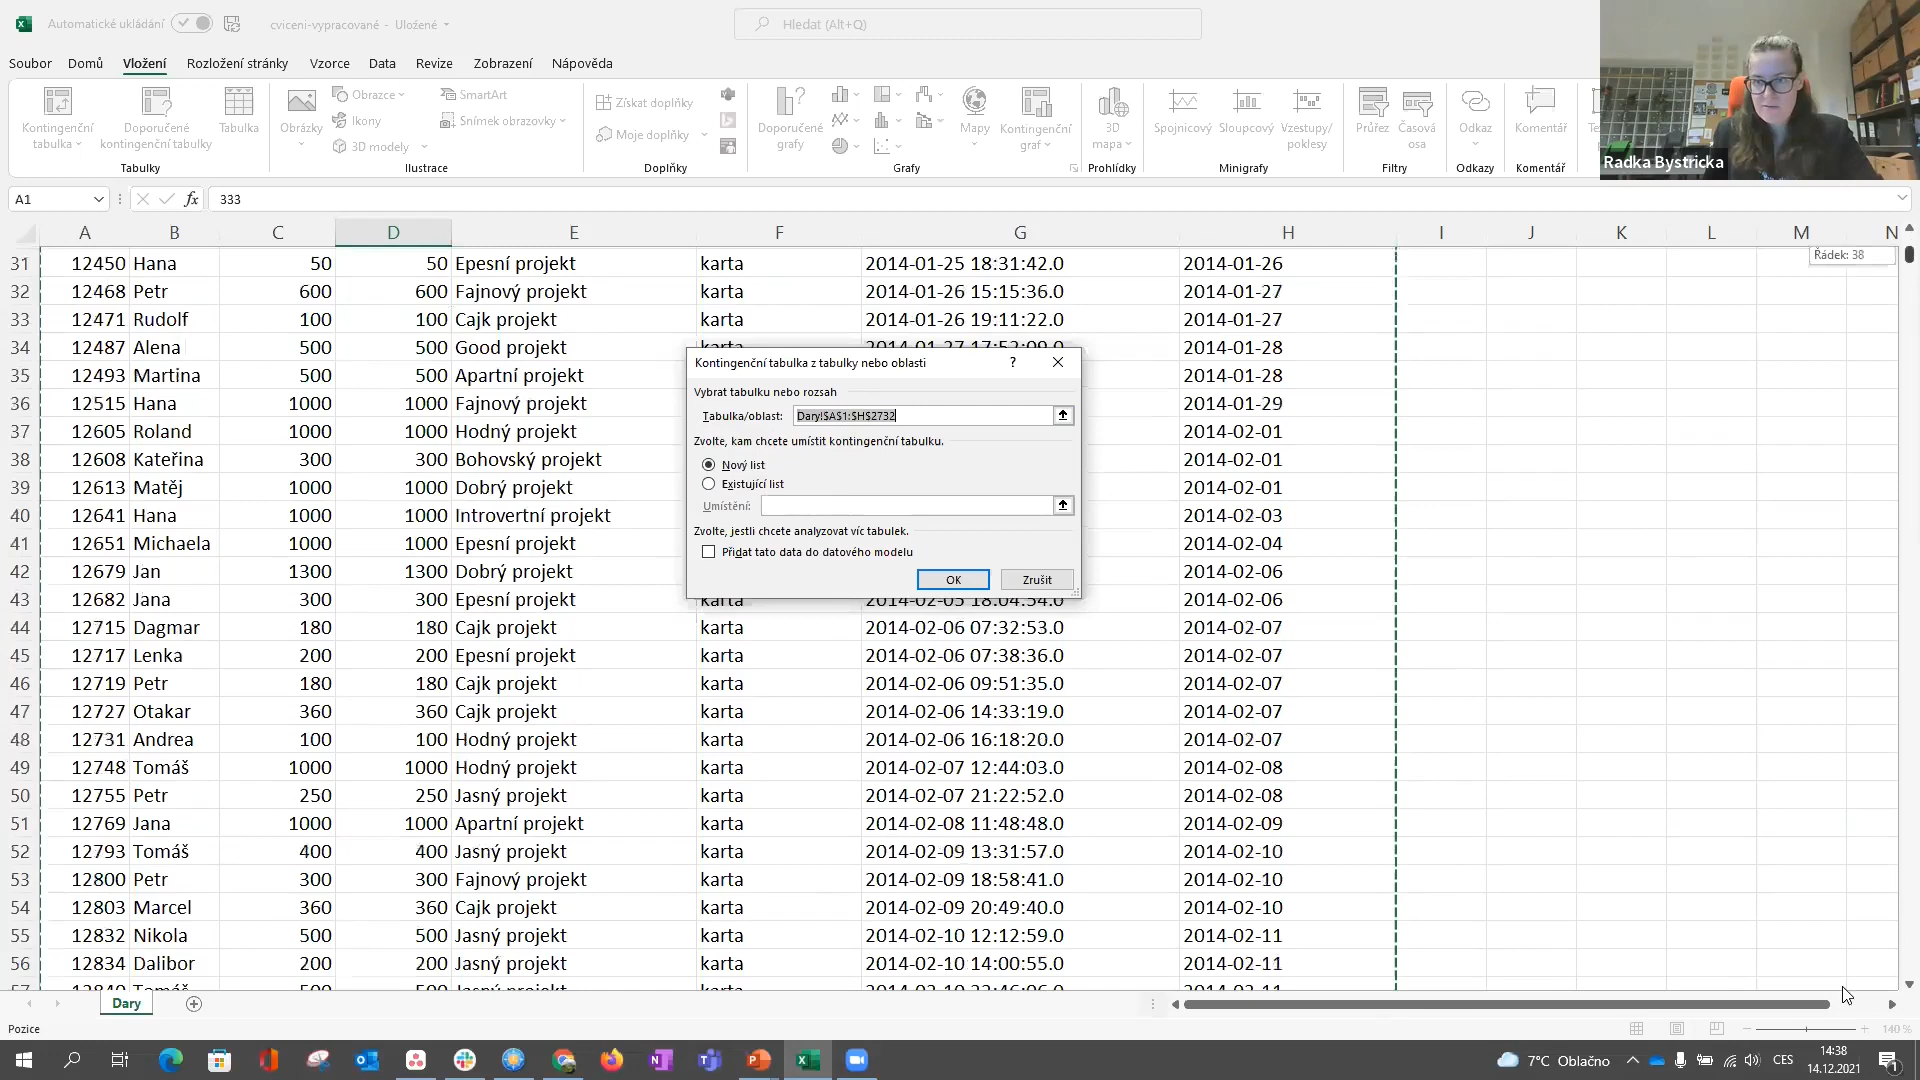 Automatické ukládání
cviceni-vypracované - Uložené
Hledat (Alt+Q)
Soubor Domů Vložení Rozložení stránky Vzorce Data Revize Zobrazení Nápověda
Kontingenční tabulka
Doporučené kontingenční tabulky
Tabulka
Tabulky
Obrázky
Obrazce
Ikony
3D modely
SmartArt
Snímek obrazovky
Ilustrace
Získat doplňky
Moje doplňky
Doplňky
Doporučené grafy
Mapy
Kontingenční graf
Grafy
3D mapa
Prohlídky
Spojnicový
Sloupcový
Vzestupy/poklesy
Minigrafy
Průřez
Časová osa
Filtry
Odkaz
Odkazy
Komentář
Komentář
Radka Bystricka
A1 fx 333
A B C D E F G H I J K L M N
Řádek: 38
31 12450 Hana 50 50 Epesní projekt karta 2014-01-25 18:31:42.0 2014-01-26
32 12468 Petr 600 600 Fajnový projekt karta 2014-01-26 15:15:36.0 2014-01-27
33 12471 Rudolf 100 100 Cajk projekt karta 2014-01-26 19:11:22.0 2014-01-27
34 12487 Alena 500 500 Good projekt 2014-01-28
35 12493 Martina 500 500 Apartní projekt 2014-01-28
36 12515 Hana 1000 1000 Fajnový projekt 2014-01-29
37 12605 Roland 1000 1000 Hodný projekt 2014-02-01
38 12608 Kateřina 300 300 Bohovský projekt 2014-02-01
39 12613 Matěj 1000 1000 Dobrý projekt 2014-02-01
40 12641 Hana 1000 1000 Introvertní projekt 2014-02-03
41 12651 Michaela 1000 1000 Epesní projekt 2014-02-04
42 12679 Jan 1300 1300 Dobrý projekt 2014-02-06
43 12682 Jana 300 300 Epesní projekt karta 2014-02-05 18:04:54.0 2014-02-06
44 12715 Dagmar 180 180 Cajk projekt karta 2014-02-06 07:32:53.0 2014-02-07
45 12717 Lenka 200 200 Epesní projekt karta 2014-02-06 07:38:36.0 2014-02-07
46 12719 Petr 180 180 Cajk projekt karta 2014-02-06 09:51:35.0 2014-02-07
47 12727 Otakar 360 360 Cajk projekt karta 2014-02-06 14:33:19.0 2014-02-07
48 12731 Andrea 100 100 Hodný projekt karta 2014-02-06 16:18:20.0 2014-02-07
49 12748 Tomáš 1000 1000 Hodný projekt karta 2014-02-07 12:44:03.0 2014-02-08
50 12755 Petr 250 250 Jasný projekt karta 2014-02-07 21:22:52.0 2014-02-08
51 12769 Jana 1000 1000 Apartní projekt karta 2014-02-08 11:48:48.0 2014-02-09
52 12793 Tomáš 400 400 Jasný projekt karta 2014-02-09 13:31:57.0 2014-02-10
53 12800 Petr 300 300 Fajnový projekt karta 2014-02-09 18:58:41.0 2014-02-10
54 12803 Marcel 360 360 Cajk projekt karta 2014-02-09 20:49:40.0 2014-02-10
55 12832 Nikola 500 500 Jasný projekt karta 2014-02-10 12:12:59.0 2014-02-11
56 12834 Dalibor 200 200 Jasný projekt karta 2014-02-10 14:00:55.0 2014-02-11
Kontingenční tabulka z tabulky nebo oblasti ?
Vybrat tabulku nebo rozsah
Tabulka/oblast: Dary!$A$1:$H$2732
Zvolte, kam chcete umístit kontingenční tabulku.
Nový list
Existující list
Umístění:
Zvolte, jestli chcete analyzovat víc tabulek.
Přidat tato data do datového modelu
OK Zrušit
Dary
Pozice
140 %
7°C Oblačno
CES
14:38
14.12.2021